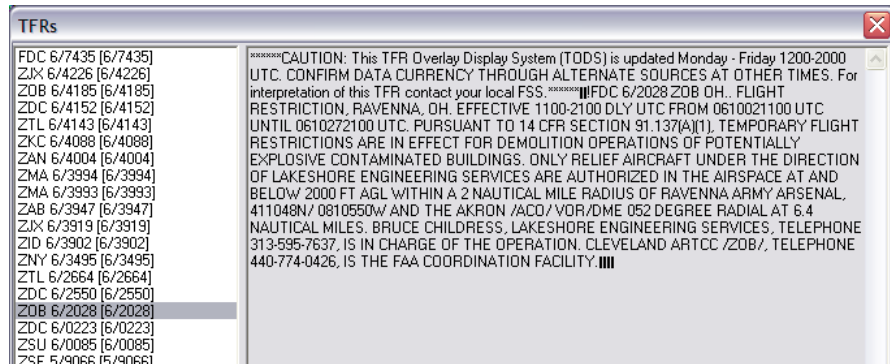 TFRs
FDC 6/7435 [6/7435]
ZJX 6/4226 [6/4226]
ZOB 6/4185 [6/4185]
ZDC 6/4152 [6/4152]
ZTL 6/4143 [6/4143]
ZKC 6/4088 [6/4088]
ZAN 6/4004 [6/4004]
ZMA 6/3994 [6/3994]
ZMA 6/3993 [6/3993]
ZAB 6/3947 [6/3947]
ZJX 6/3919 [6/3919]
ZID 6/3902 [6/3902]
ZNY 6/3495 [6/3495]
ZTL 6/2664 [6/2664]
ZDC 6/2550 [6/2550]
ZOB 6/2028 [6/2028]
ZDC 6/0223 [6/0223]
ZSU 6/0085 [6/0085]
ZSE 5/9066 [5/9066]
******CAUTION: This TFR Overlay Display System (TODS) is updated Monday - Friday 1200-2000
UTC. CONFIRM DATA CURRENCY THROUGH ALTERNATE SOURCES AT OTHER TIMES. For
interpretation of this TFR contact your local FSS.******||!FDC 6/2028 ZOB OH.. FLIGHT
RESTRICTION, RAVENNA, OH. EFFECTIVE 1100-2100 DLY UTC FROM 0610021100 UTC
UNTIL 0610272100 UTC. PURSUANT TO 14 CFR SECTION 91.137(A)(1), TEMPORARY FLIGHT
RESTRICTIONS ARE IN EFFECT FOR DEMOLITION OPERATIONS OF POTENTIALLY
EXPLOSIVE CONTAMINATED BUILDINGS. ONLY RELIEF AIRCRAFT UNDER THE DIRECTION
OF LAKESHORE ENGINEERING SERVICES ARE AUTHORIZED IN THE AIRSPACE AT AND
BELOW 2000 FT AGL WITHIN A 2 NAUTICAL MILE RADIUS OF RAVENNA ARMY ARSENAL,
411048N/ 0810550W AND THE AKRON /ACO/ VOR/DME 052 DEGREE RADIAL AT 6.4
NAUTICAL MILES. BRUCE CHILDRESS, LAKESHORE ENGINEERING SERVICES, TELEPHONE
313-595-7637, IS IN CHARGE OF THE OPERATION. CLEVELAND ARTCC /ZOB/, TELEPHONE
440-774-0426, IS THE FAA COORDINATION FACILITY.||||